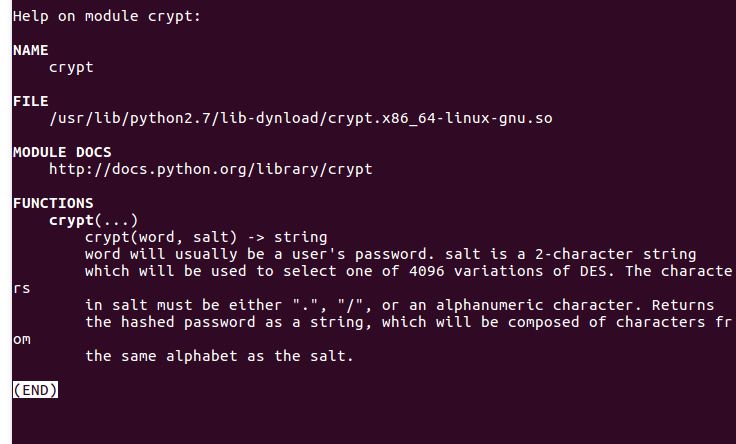 Help on module crypt:
NAME
crypt
FILE
/usr/lib/python2.7/lib-dynload/crypt.x86_64-linux-gnu.so
MODULE DOCS
http://docs.python.org/library/crypt
FUNCTIONS
crypt(...)
crypt(word, salt) -> string
word will usually be a user's password. salt is a 2-character string
which will be used to select one of 4096 variations of DES. The characte
rs
in salt must be either ".", "/", or an alphanumeric character. Returns
the hashed password as a string, which will be composed of characters fr
om
the same alphabet as the salt.
(END)